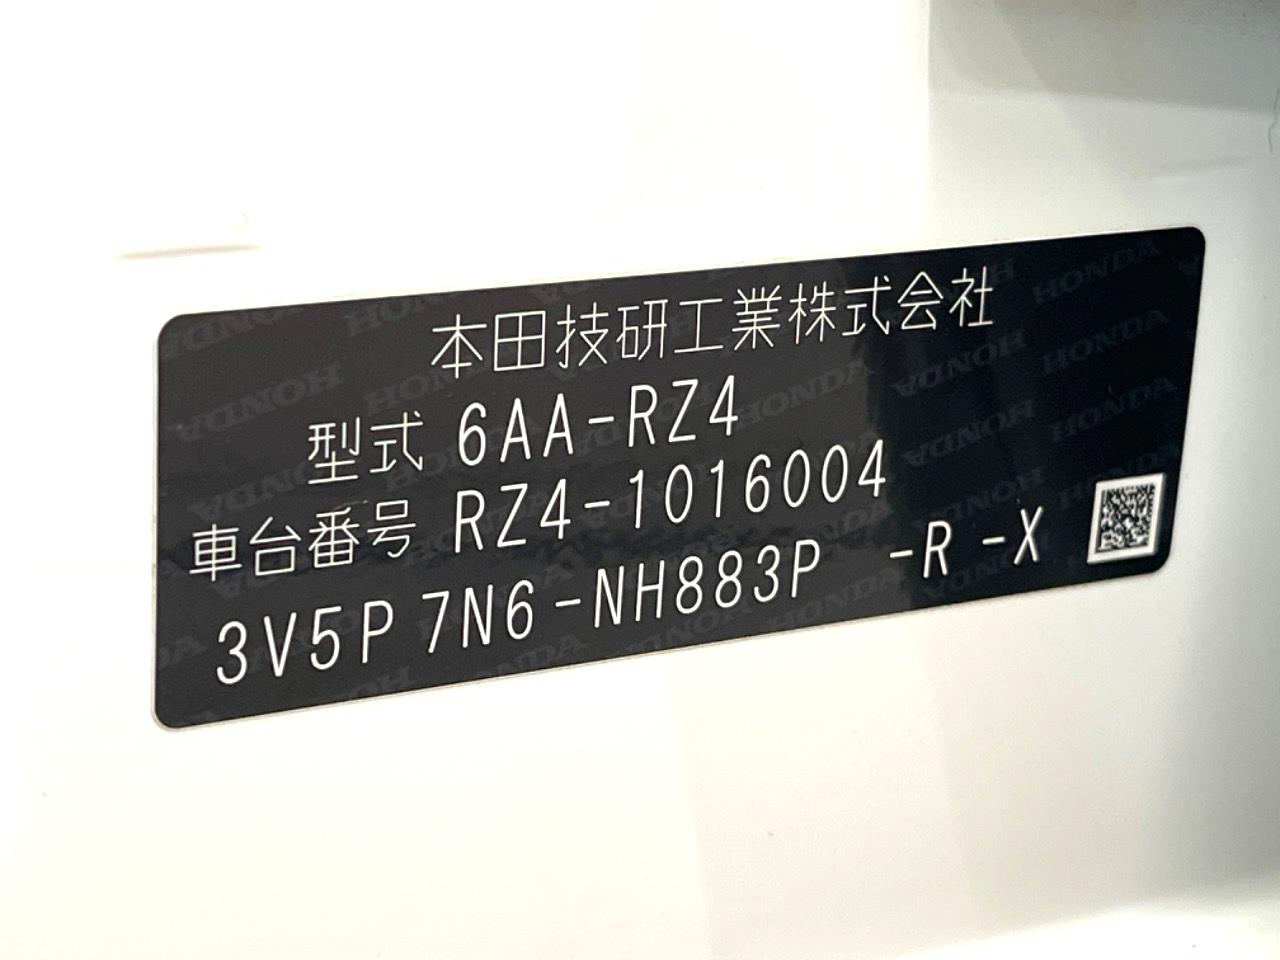 本田技研工業株式会社
型式 6AA-RZ4
車台番号 RZ4-1016004
3V5P 7N6-NH883P -R -X